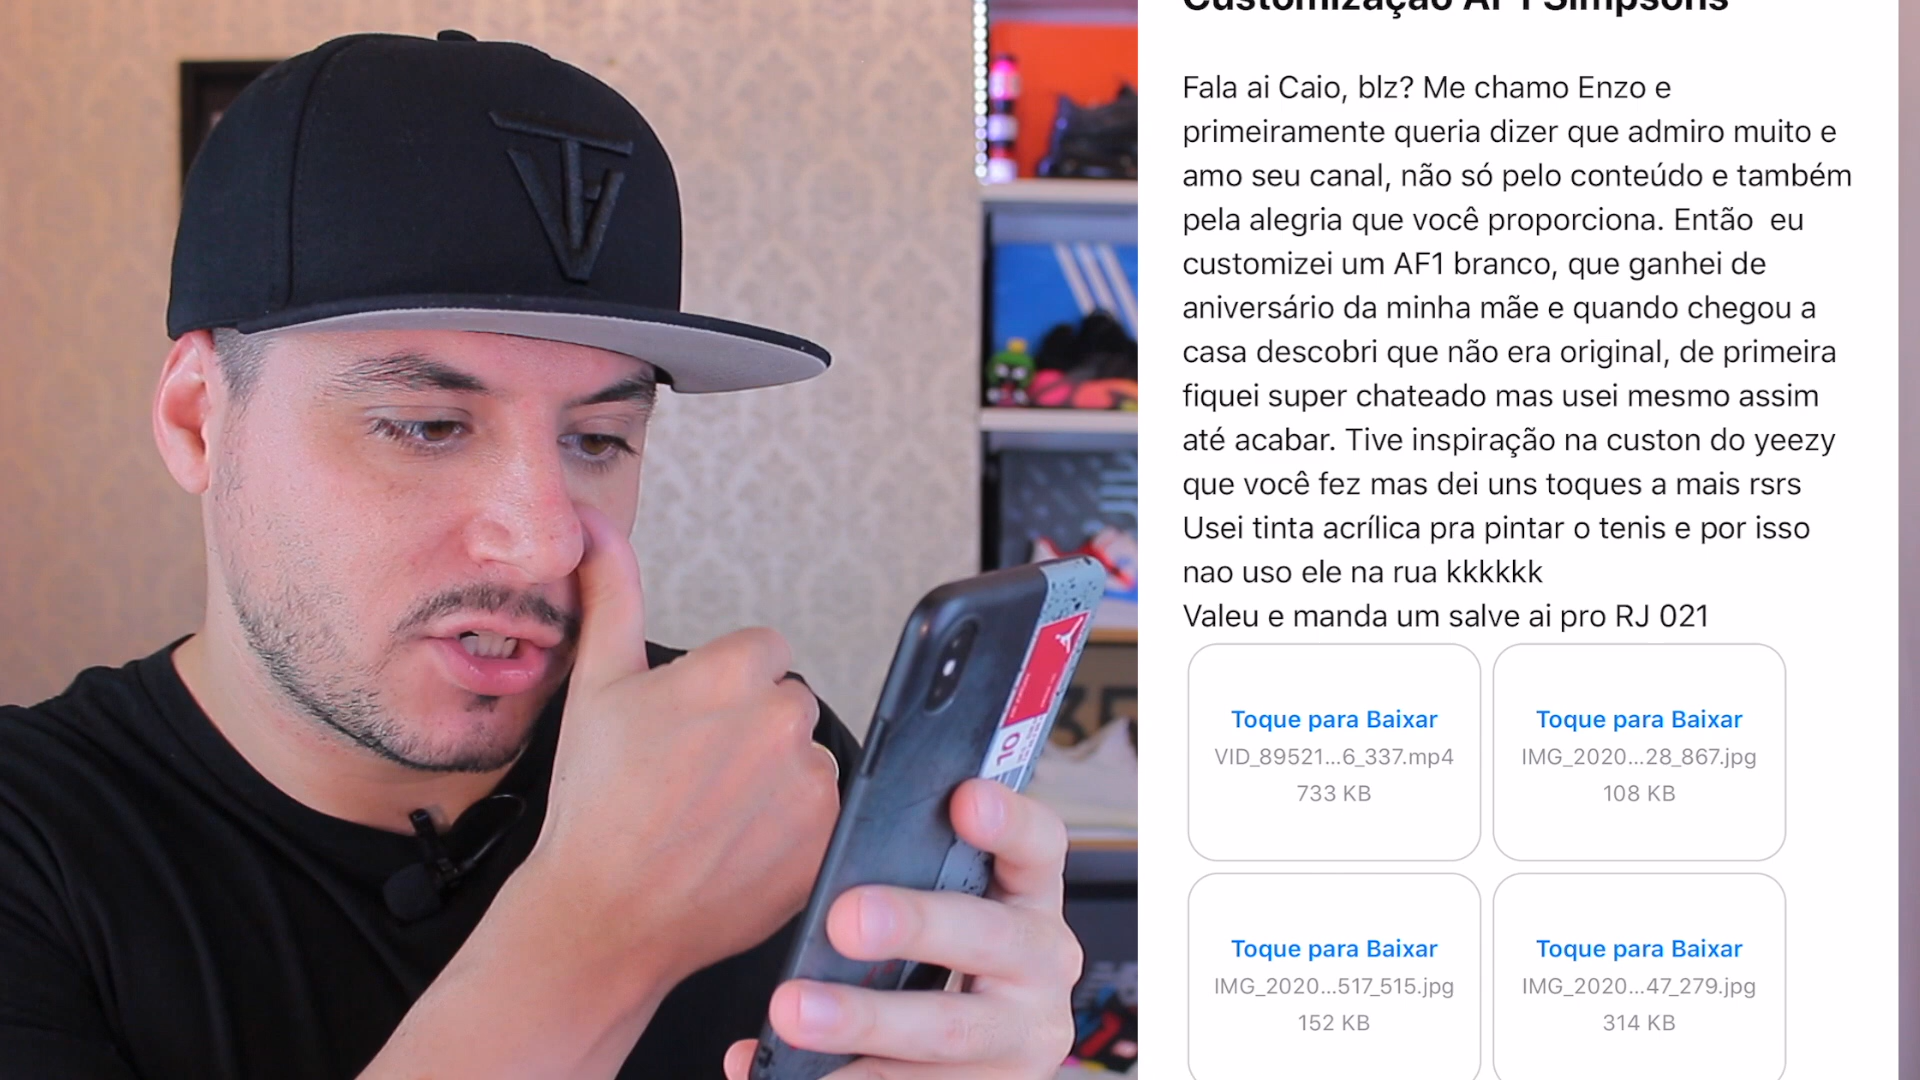 Customização AF1 Simpsons
Fala ai Caio, blz? Me chamo Enzo e
primeiramente queria dizer que admiro muito e
amo seu canal, não só pelo conteúdo e também
pela alegria que você proporciona. Então  eu
customizei um AF1 branco, que ganhei de
aniversário da minha mãe e quando chegou a
casa descobri que não era original, de primeira
fiquei super chateado mas usei mesmo assim
até acabar. Tive inspiração na custon do yeezy
que você fez mas dei uns toques a mais rsrs
Usei tinta acrílica pra pintar o tenis e por isso
nao uso ele na rua kkkkkk
Valeu e manda um salve ai pro RJ 021
Toque para Baixar
VID_89521...6_337.mp4
733 KB
Toque para Baixar
IMG_2020...28_867.jpg
108 KB
Toque para Baixar
IMG_2020...517_515.jpg
152 KB
Toque para Baixar
IMG_2020...47_279.jpg
314 KB
10